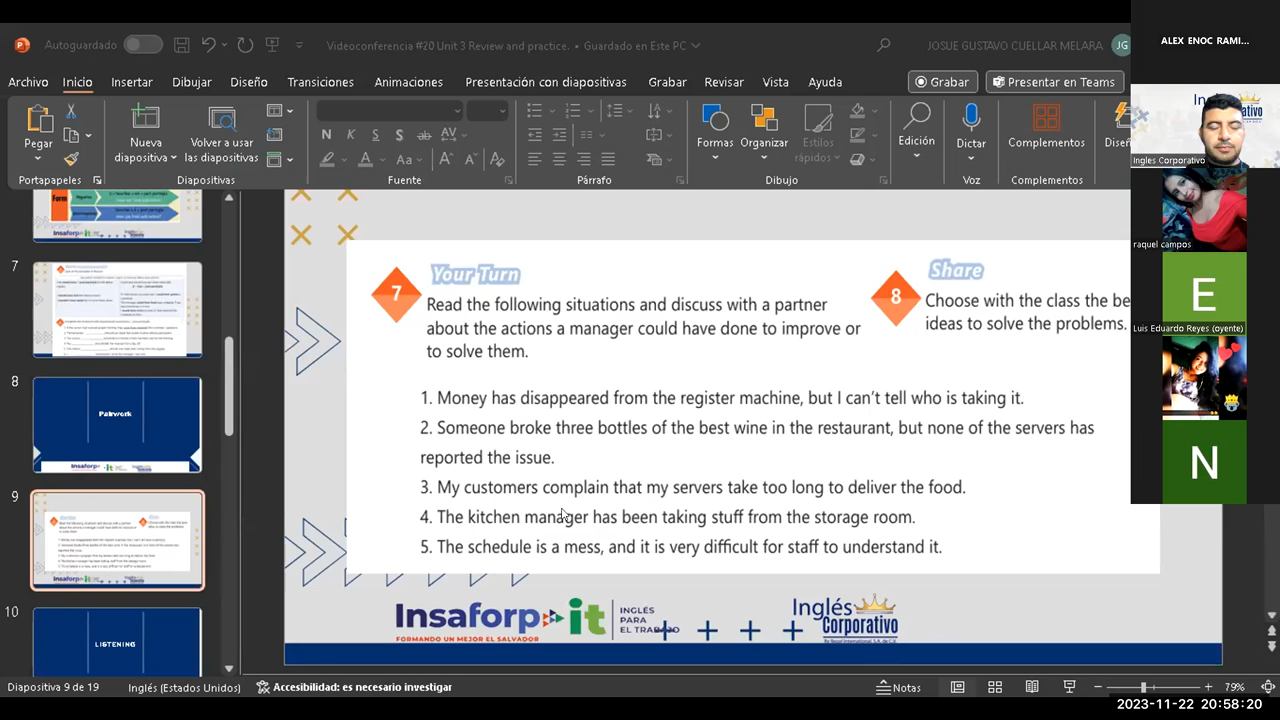 Autoguardado
Videoconferencia #20 Unit 3 Review and practice. • Guardado en Este PC
JOSUE GUSTAVO CUELLAR MELARA
JG
ALEX ENOC RAMI...
Archivo Inicio Insertar Dibujar Diseño Transiciones Animaciones Presentación con diapositivas Grabar Revisar Vista Ayuda
Grabar
Presentar en Teams
Pegar
Nueva diapositiva
Volver a usar las diapositivas
Formas
Organizar
Estilos rápidos
Edición
Dictar
Complementos
Portapapeles
Diapositivas
Fuente
Párrafo
Dibujo
Voz
Complementos
Ingles Corporativo
raquel campos
E
Luis Eduardo Reyes (oyente)
N
7
8
Pairwork
9
10
LISTENING
7
Your Turn
Read the following situations and discuss with a partner
about the actions a manager could have done to improve or
to solve them.
8
Share
Choose with the class the be
ideas to solve the problems.
1. Money has disappeared from the register machine, but I can't tell who is taking it.
2. Someone broke three bottles of the best wine in the restaurant, but none of the servers has
reported the issue.
3. My customers complain that my servers take too long to deliver the food.
4. The kitchen manager has been taking stuff from the storage room.
5. The schedule is a mess, and it is very difficult for staff to understand it.
Insaforp it
FORMANDO UN MEJOR EL SALVADOR
INGLÉS
PARA
EL TRABAJO
Inglés
Corporativo
Diapositiva 9 de 19
Inglés (Estados Unidos)
Accesibilidad: es necesario investigar
Notas
79%
2023-11-22 20:58:20